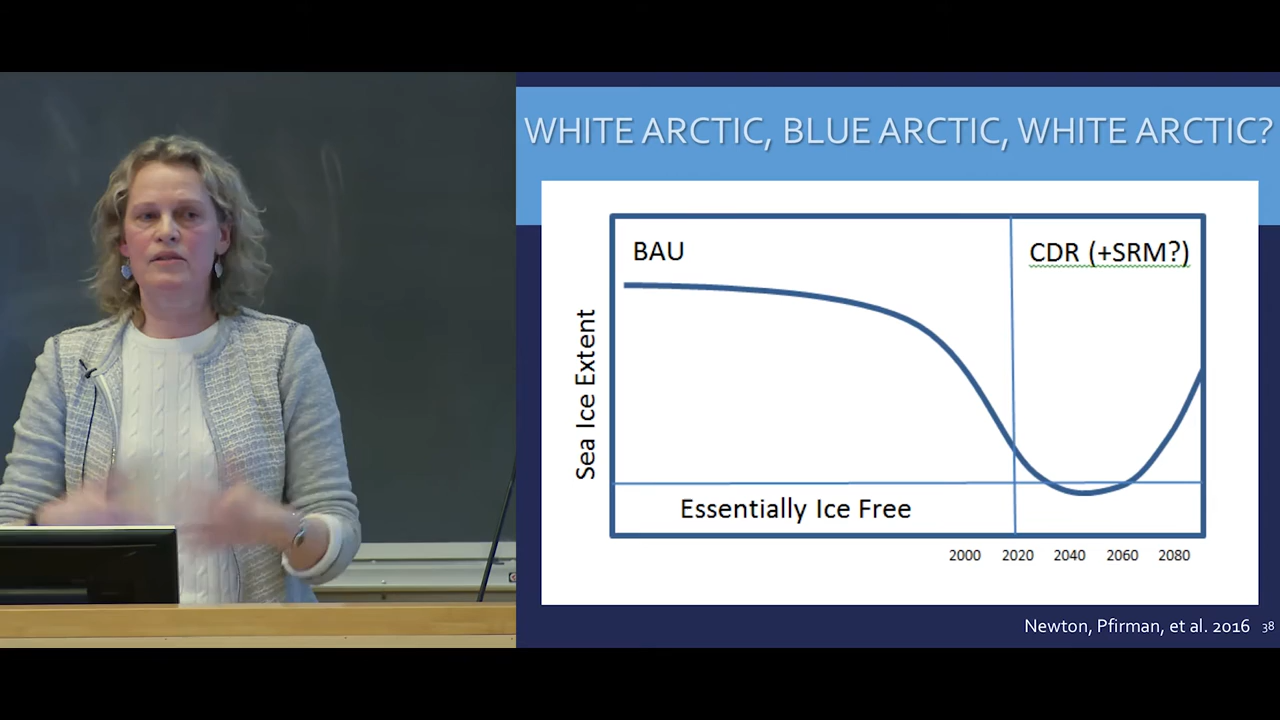 WHITE ARCTIC, BLUE ARCTIC, WHITE ARCTIC?
BAU
CDR (+SRM?)
Sea Ice Extent
Essentially Ice Free
2000 2020 2040 2060 2080
Newton, Pfirman, et al. 2016 38